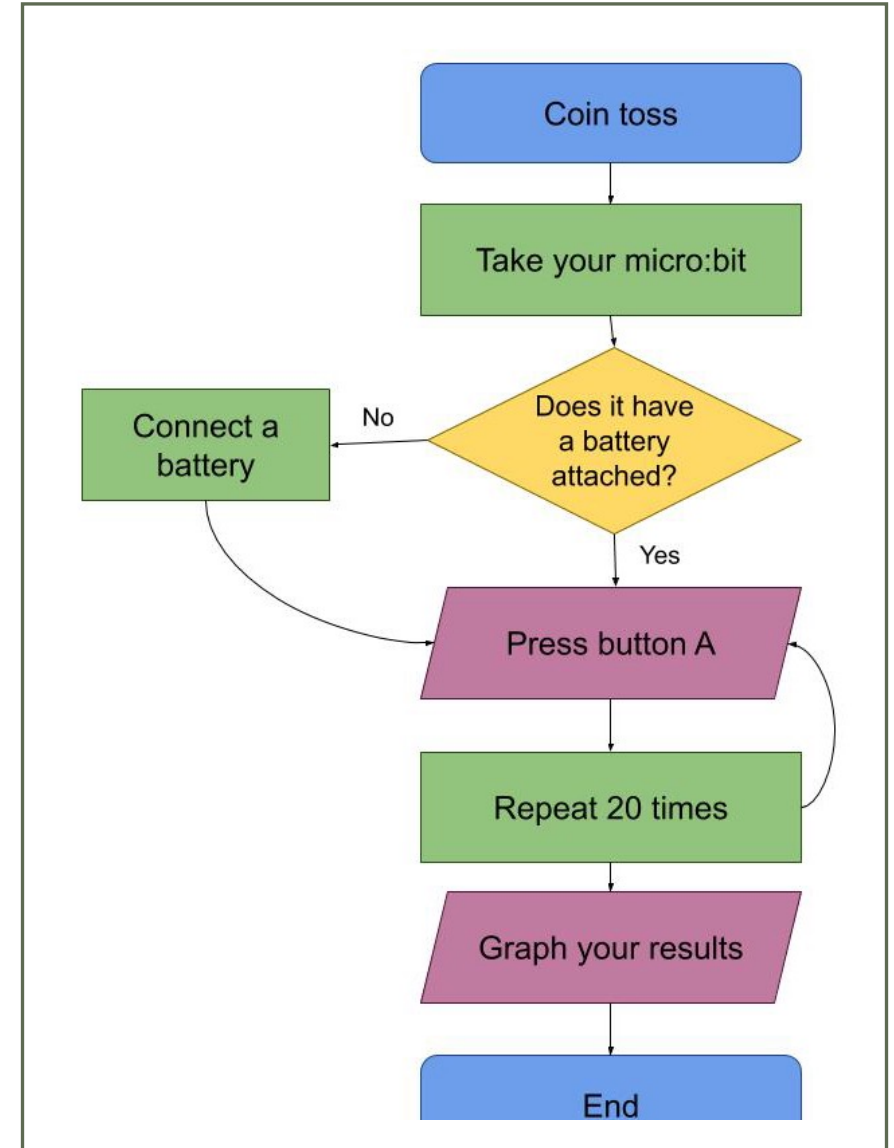 Coin toss
Take your micro:bit
Does it have
a battery
attached?
No
Connect a
battery
Yes
Press button A
Repeat 20 times
Graph your results
End